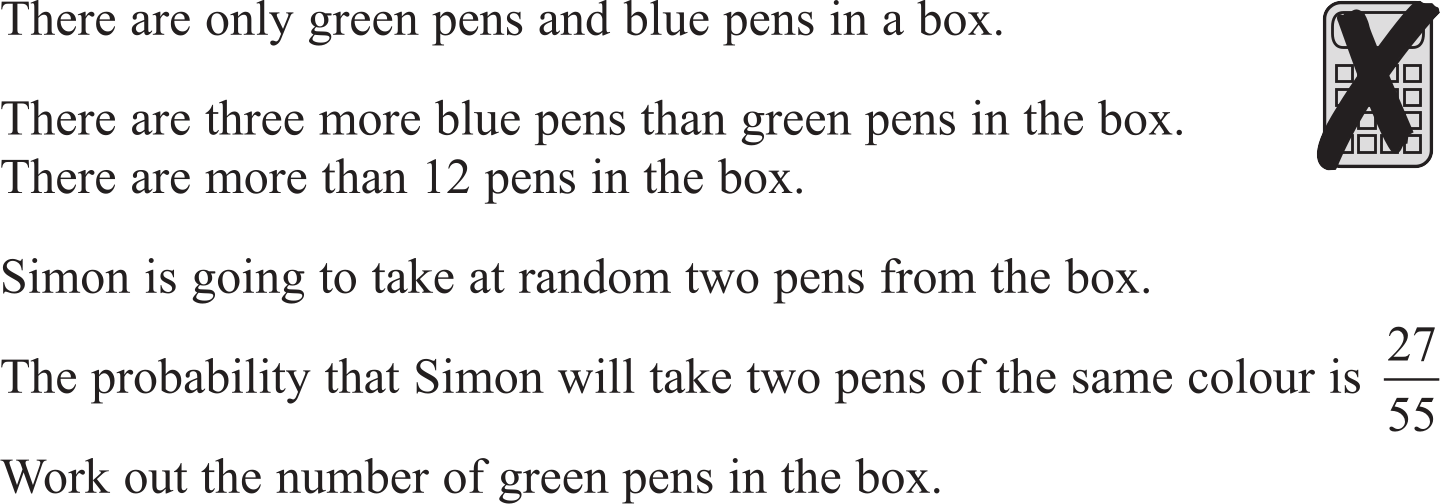 There are only green pens and blue pens in a box.
There are three more blue pens than green pens in the box.
There are more than 12 pens in the box.
Simon is going to take at random two pens from the box.
The probability that Simon will take two pens of the same colour is 27/55
Work out the number of green pens in the box.